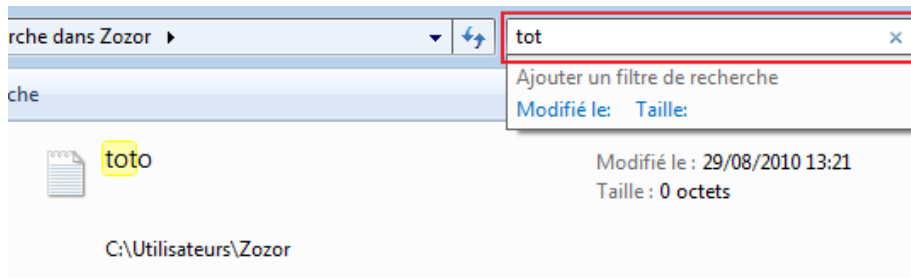 rche dans Zozor
tot
Ajouter un filtre de recherche
Modifié le: Taille:
che
toto
Modifié le : 29/08/2010 13:21
Taille : 0 octets
C:\Utilisateurs\Zozor